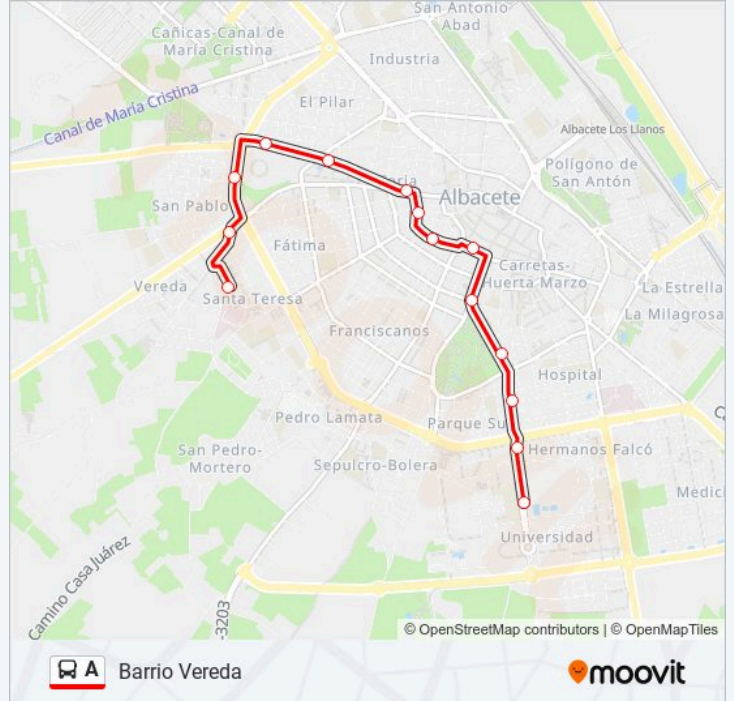 San Antonio
Abad
Cañicas-Canal de
María Cristina
Industria
Canal de María Cristina
El Pilar
Albacete Los Llanos
Polígono de
San Antón
Feria
Albacete
San Pablo
Fátima
Carretas-
Huerta Marzo
Vereda
Santa Teresa
La Estrella
La Milagrosa
Franciscanos
Hospital
Pedro Lamata
Parque Su
San Pedro-
Mortero
Hermanos Falcó
Sepulcro-Bolera
Medici
Universidad
Camino Casa Juárez
-3203
© OpenStreetMap contributors | © OpenMapTiles
A Barrio Vereda
moovit